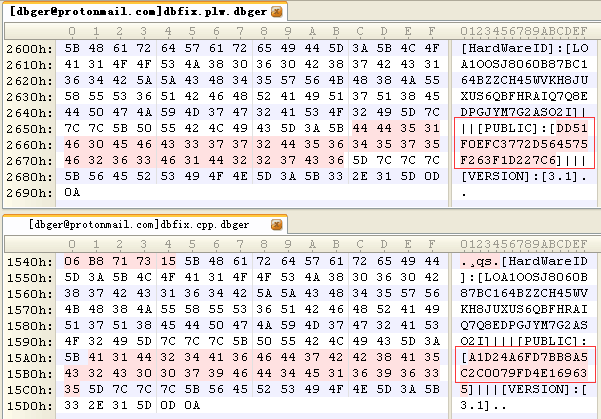 [dbger@protonmail.com]dbfix.plw.dbger
0 1 2 3 4 5 6 7 8 9 A B C D E F 0123456789ABCDEF
2600h: 5B 48 61 72 64 57 61 72 65 49 44 5D 3A 5B 4C 4F [HardWareID]:[LO
2610h: 41 31 4F 4F 53 4A 38 30 36 30 42 38 37 42 43 31 A1OOSJ8060B87BC1
2620h: 36 34 42 5A 5A 43 48 34 35 57 56 4B 48 38 4A 55 64BZZCH45WVKH8JU
2630h: 58 55 53 36 51 42 46 48 52 41 49 51 37 51 38 45 XUS6QBFHRAIQ7Q8E
2640h: 44 50 47 4A 59 4D 37 47 32 41 53 4F 32 49 5D 7C DPGJYM7G2ASO2I]|
2650h: 7C 7C 5B 50 55 42 4C 49 43 5D 3A 5B 44 44 35 31 ||[PUBLIC]:[DD51
2660h: 46 30 45 46 43 33 37 37 32 44 35 36 34 35 37 35 F0EFC3772D564575
2670h: 46 32 36 33 46 31 44 32 32 37 43 36 5D 7C 7C 7C F263F1D227C6]|||
2680h: 5B 56 45 52 53 49 4F 4E 5D 3A 5B 33 2E 31 5D 0D [VERSION]:[3.1].
2690h: 0A .
[dbger@protonmail.com]dbfix.cpp.dbger
0 1 2 3 4 5 6 7 8 9 A B C D E F 0123456789ABCDEF
1540h: 06 B8 71 73 15 5B 48 61 72 64 57 61 72 65 49 44 .¸qs.[HardWareID
1550h: 5D 3A 5B 4C 4F 41 31 4F 4F 53 4A 38 30 36 30 42 ]:[LOA1OOSJ8060B
1560h: 38 37 42 43 31 36 34 42 5A 5A 43 48 34 35 57 56 87BC164BZZCH45WV
1570h: 4B 48 38 4A 55 58 55 53 36 51 42 46 48 52 41 49 KH8JUXUS6QBFHRAI
1580h: 51 37 51 38 45 44 50 47 4A 59 4D 37 47 32 41 53 Q7Q8EDPGJYM7G2AS
1590h: 4F 32 49 5D 7C 7C 7C 5B 50 55 42 4C 49 43 5D 3A O2I]|||[PUBLIC]:
15A0h: 5B 41 31 44 32 34 41 36 46 44 37 42 42 38 41 35 [A1D24A6FD7BB8A5
15B0h: 43 32 43 30 30 37 39 46 44 34 45 31 36 39 36 33 C2C0079FD4E16963
15C0h: 35 5D 7C 7C 7C 5B 56 45 52 53 49 4F 4E 5D 3A 5B 5]|||[VERSION]:[
15D0h: 33 2E 31 5D 0D 0A 3.1]..